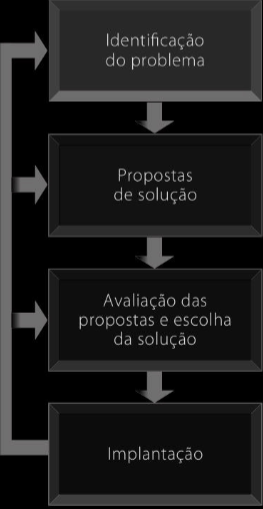 Identificação
do problema
Propostas
de solução
Avaliação das
propostas e escolha
da solução
Implantação